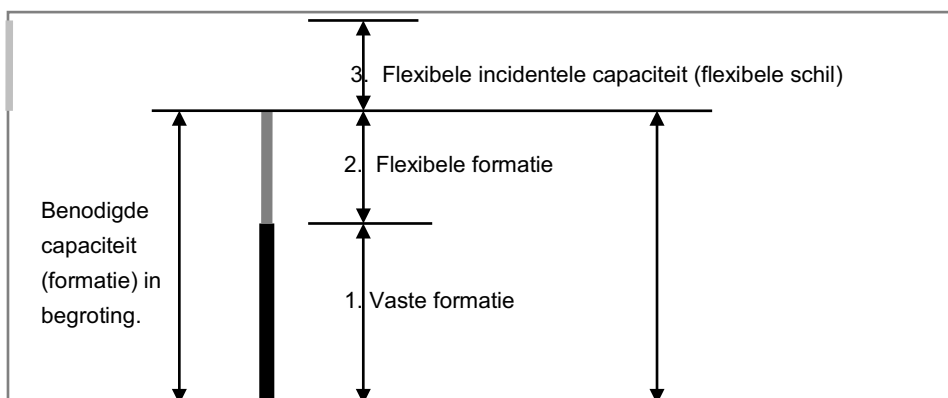 3. Flexibele incidentele capaciteit (flexibele schil)
2. Flexibele formatie
Benodigde
capaciteit
(formatie) in
begroting.
1. Vaste formatie